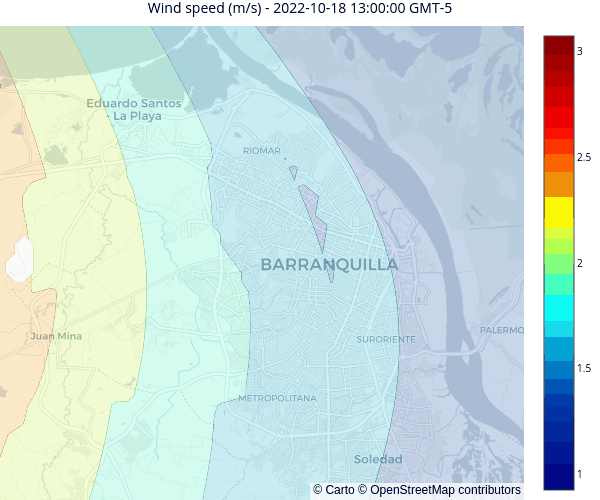 Wind speed (m/s) - 2022-10-18 13:00:00 GMT-5
3
Eduardo Santos
- La Playa
RIOMAR
2.5
BARRANQUILLA
2
Juan Mina
SURORIENTE
PALERMO
1.5
METROPOLITANA
Soledad
1
© Carto © OpenStreetMap contributors